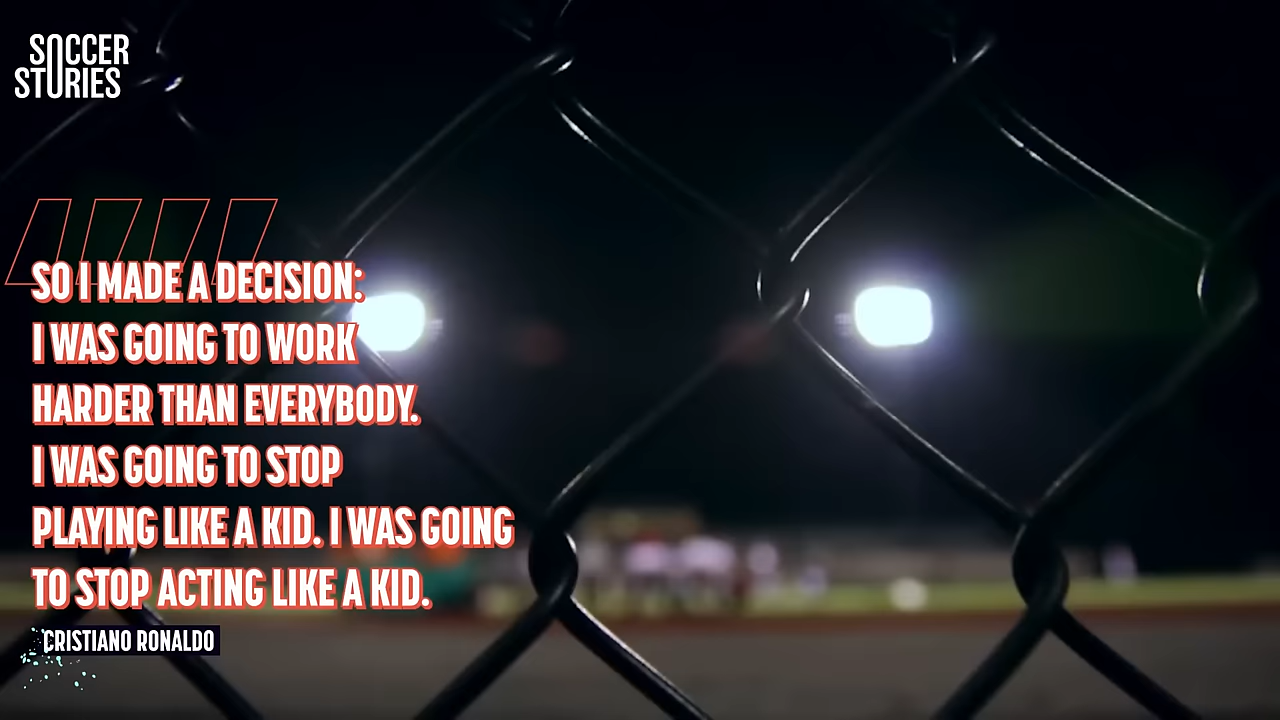 SOCCER
STORIES
SO I MADE A DECISION:
I WAS GOING TO WORK
HARDER THAN EVERYBODY.
I WAS GOING TO STOP
PLAYING LIKE A KID. I WAS GOING
TO STOP ACTING LIKE A KID.
CRISTIANO RONALDO